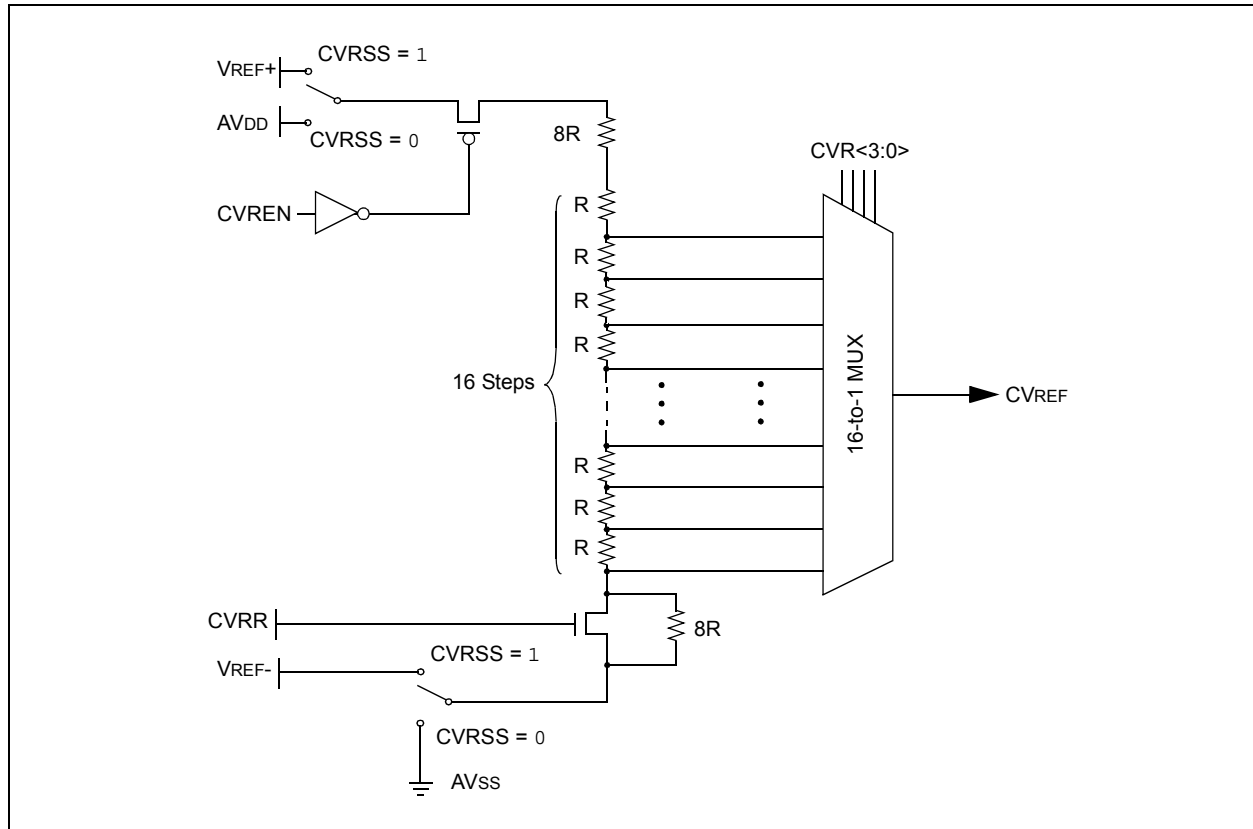 CVRSS = 1
VREF+
AVDD
CVRSS = 0
8R
CVR<3:0>
CVREN
R
R
R
R
16 Steps
16-to-1 MUX
CVREF
R
R
R
CVRR
8R
CVRSS = 1
VREF-
CVRSS = 0
AVSS